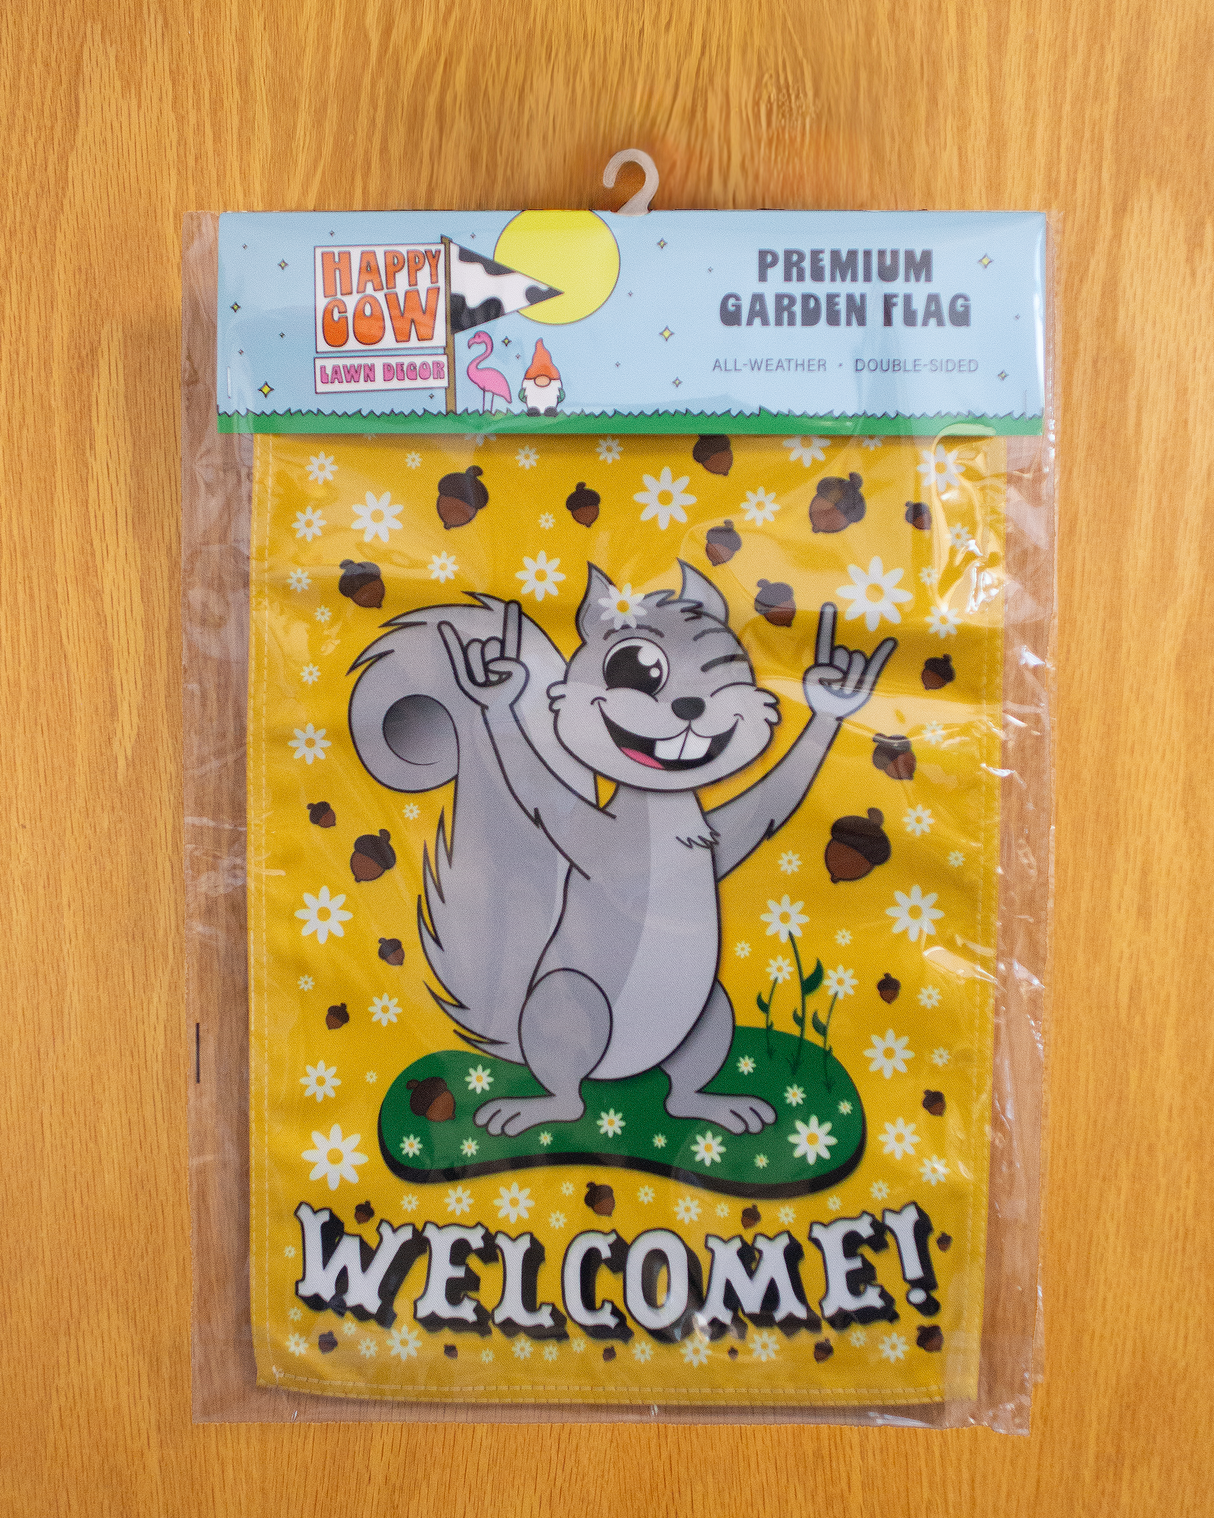 HAPPY
COW
LAWN DECOR
PREMIUM
GARDEN FLAG
ALL-WEATHER • DOUBLE-SIDED
WELCOME!